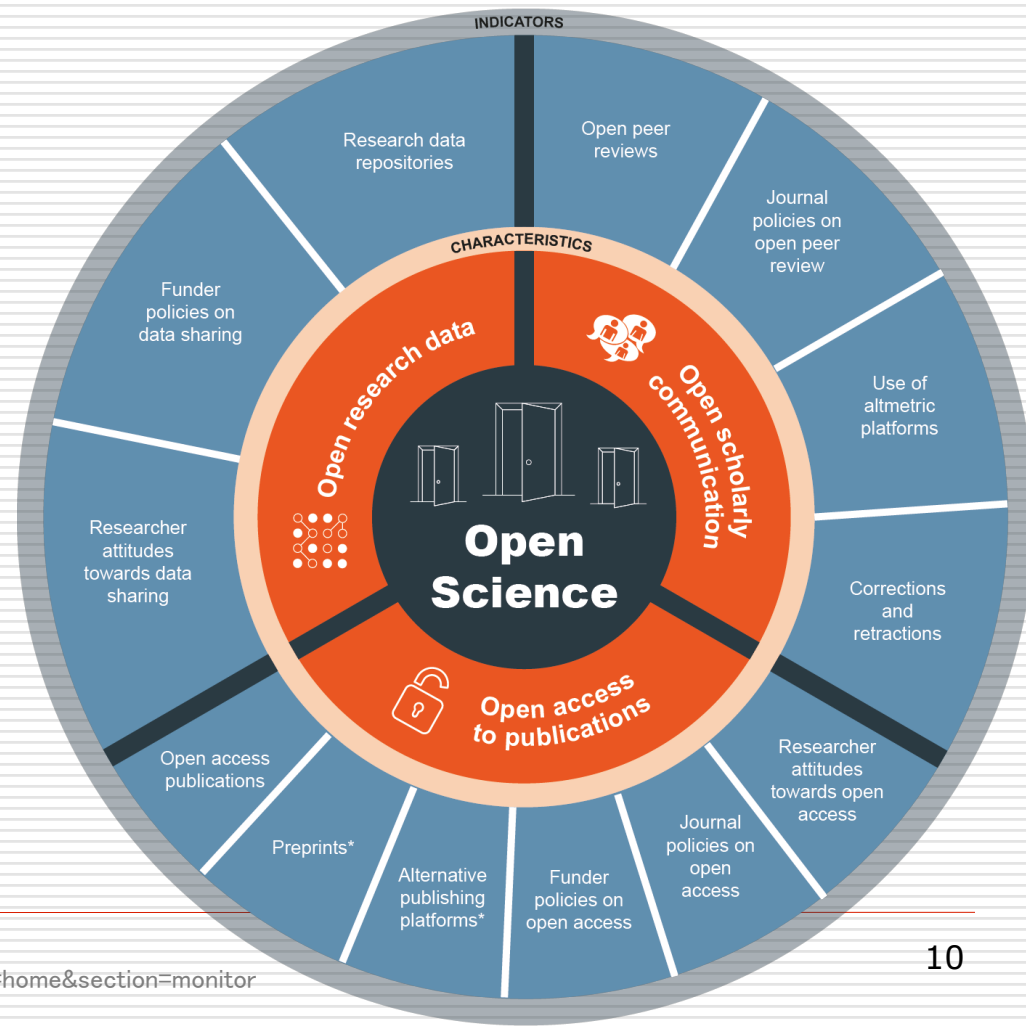 INDICATORS
Research data
repositories
Open peer
reviews
Journal
policies on
open peer
review
Funder
policies on
data sharing
CHARACTERISTICS
Open research data
Open scholarly
communication
Use of
altmetric
platforms
Open
Science
Researcher
attitudes
towards data
sharing
Corrections
and
retractions
Open access
to publications
Open access
publications
Preprints*
Alternative
publishing
platforms*
Funder
policies on
open access
Journal
policies on
open
access
Researcher
attitudes
towards open
access
home&section=monitor
10